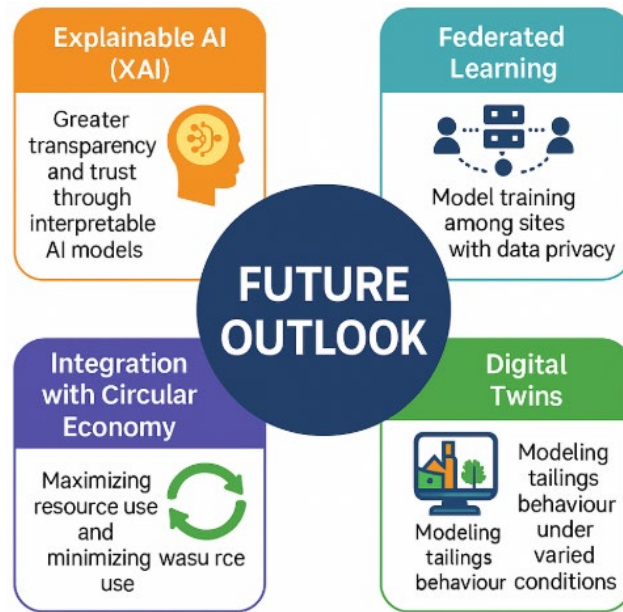 Explainable AI
(XAI)
Greater
transparency
and trust
through
interpretable
AI models
Federated
Learning
Model training
among sites
with data privacy
FUTURE
OUTLOOK
Integration
with Circular
Economy
Maximizing
resource use
and
minimizing wasu rce
use
Digital
Twins
Modeling
tailings
behaviour
Modeling
tailings
behaviour
under
varied
conditions